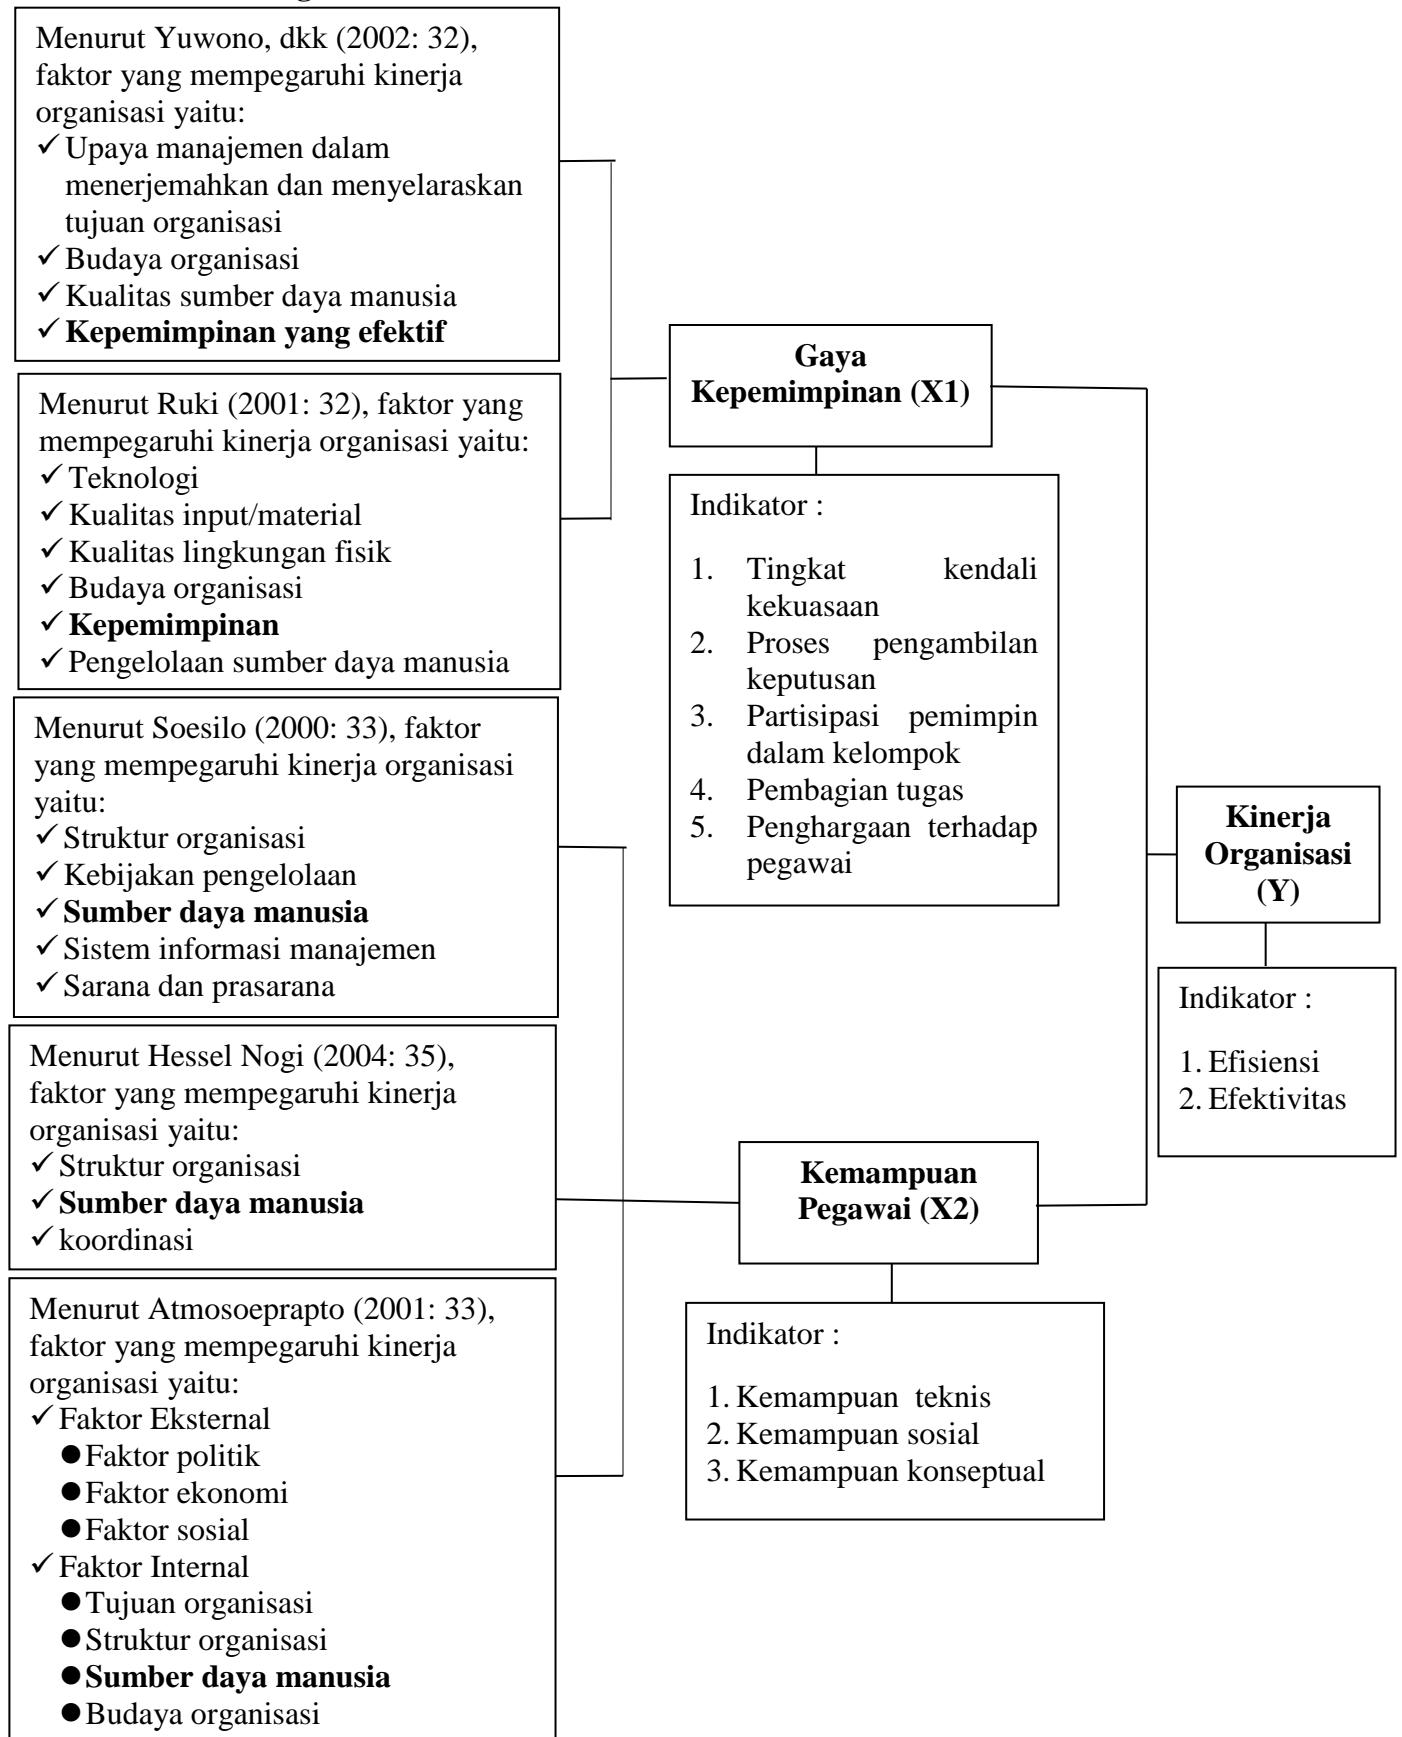 Menurut Yuwono, dkk (2002: 32),
faktor yang mempegaruhi kinerja
organisasi yaitu:
✓ Upaya manajemen dalam
menerjemahkan dan menyelaraskan
tujuan organisasi
✓ Budaya organisasi
✓ Kualitas sumber daya manusia
✓ Kepemimpinan yang efektif
Menurut Ruki (2001: 32), faktor yang
mempegaruhi kinerja organisasi yaitu:
✓ Teknologi
✓ Kualitas input/material
✓ Kualitas lingkungan fisik
✓ Budaya organisasi
✓ Kepemimpinan
✓ Pengelolaan sumber daya manusia
Menurut Soesilo (2000: 33), faktor
yang mempegaruhi kinerja organisasi
yaitu:
✓ Struktur organisasi
✓ Kebijakan pengelolaan
✓ Sumber daya manusia
✓ Sistem informasi manajemen
✓ Sarana dan prasarana
Menurut Hessel Nogi (2004: 35),
faktor yang mempegaruhi kinerja
organisasi yaitu:
✓ Struktur organisasi
✓ Sumber daya manusia
✓ koordinasi
Menurut Atmosoeprapto (2001: 33),
faktor yang mempegaruhi kinerja
organisasi yaitu:
✓ Faktor Eksternal
● Faktor politik
● Faktor ekonomi
● Faktor sosial
✓ Faktor Internal
● Tujuan organisasi
● Struktur organisasi
● Sumber daya manusia
● Budaya organisasi
Gaya
Kepemimpinan (X1)
Indikator :
1. Tingkat kendali
kekuasaan
2. Proses pengambilan
keputusan
3. Partisipasi pemimpin
dalam kelompok
4. Pembagian tugas
5. Penghargaan terhadap
pegawai
Kemampuan
Pegawai (X2)
Indikator :
1. Kemampuan teknis
2. Kemampuan sosial
3. Kemampuan konseptual
Kinerja
Organisasi
(Y)
Indikator :
1. Efisiensi
2. Efektivitas